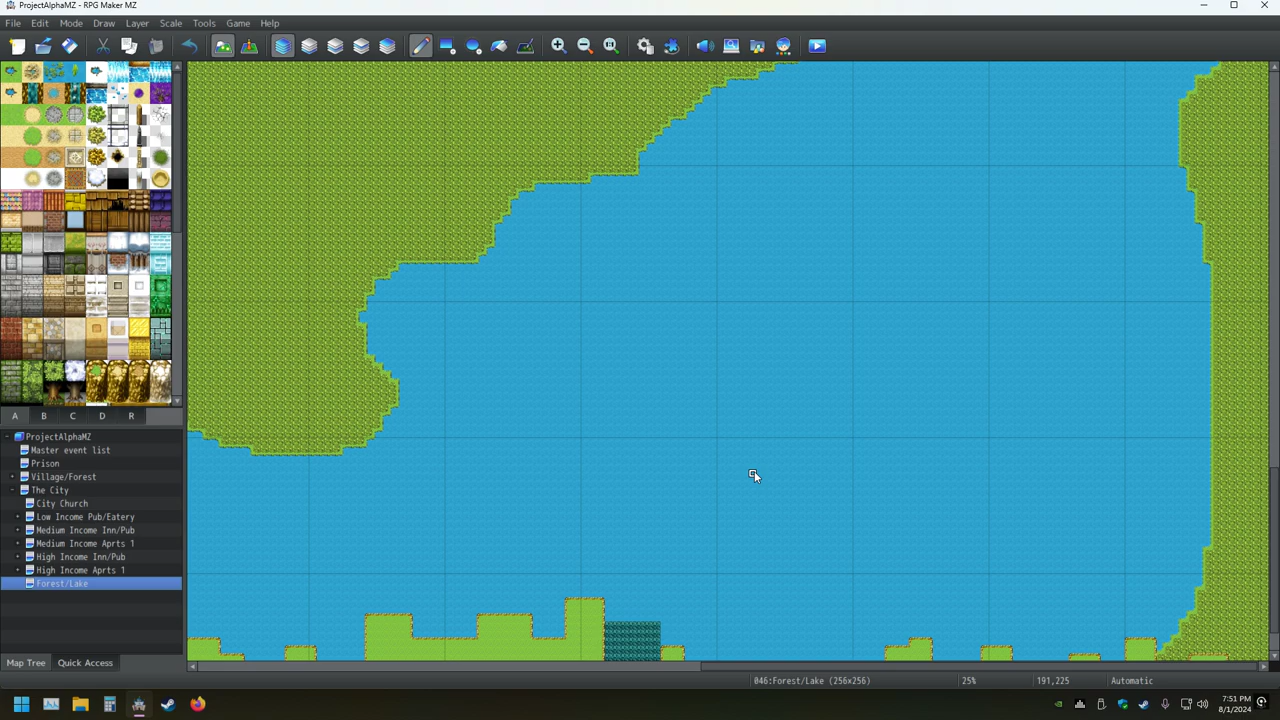 ProjectAlphaMZ - RPG Maker MZ
File Edit Mode Draw Layer Scale Tools Game Help
A B C D R
ProjectAlphaMZ
Master event list
Prison
Village/Forest
The City
City Church
Low Income Pub/Eatery
Medium Income Inn/Pub
Medium Income Aprts 1
High Income Inn/Pub
High Income Aprts 1
Forest/Lake
Map Tree Quick Access
046:Forest/Lake (256x256) 25% 191,225 Automatic
7:51 PM
8/1/2024